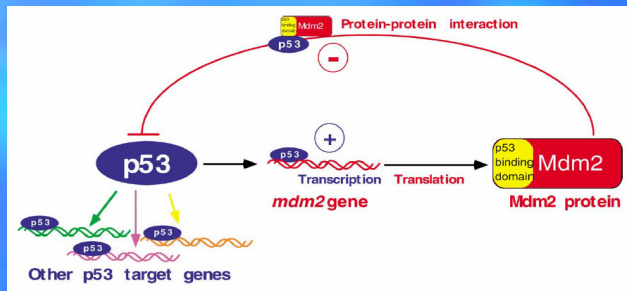 p53
binding
domain
Mdm2
Protein-protein interaction
p53
-
+
p53
p53
Transcription
Translation
mdm2 gene
p53
binding
domain
Mdm2
Mdm2 protein
p53
p53
p53
Other p53 target genes